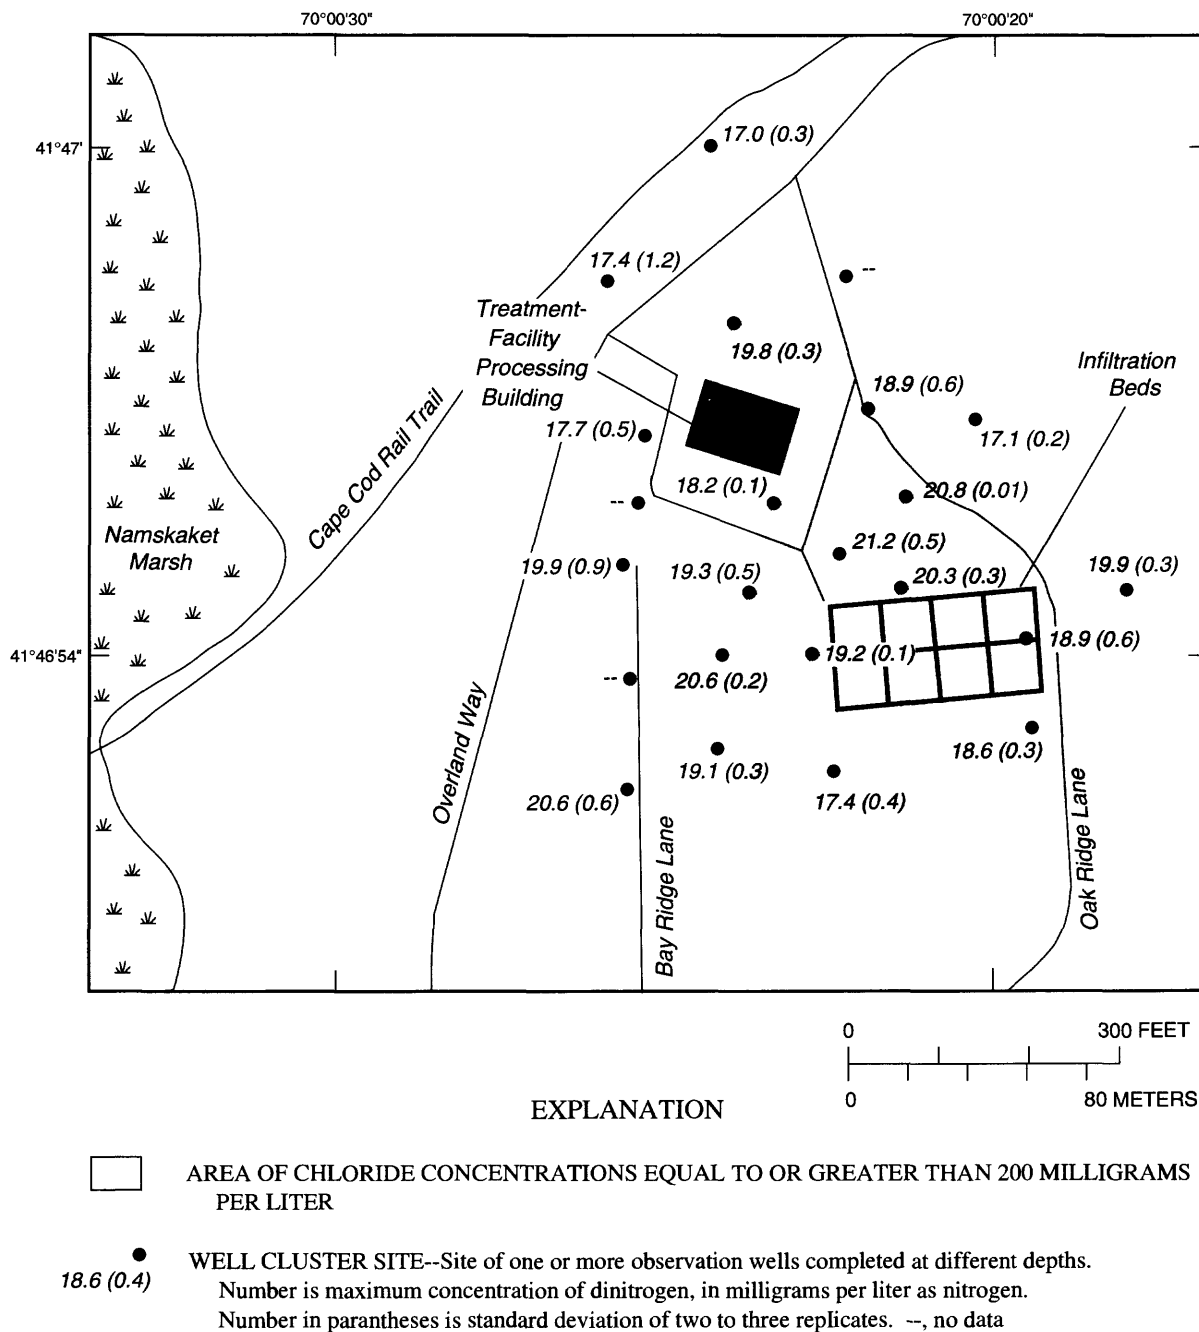 70°00'30"
70°00'20"
41°47'
17.0 (0.3)
17.4 (1.2)
--
Treatment-
Facility
Processing
Building
19.8 (0.3)
Infiltration
Beds
18.9 (0.6)
17.1 (0.2)
17.7 (0.5)
Cape Cod Rail Trail
18.2 (0.1)
20.8 (0.01)
--
Namskaket
Marsh
21.2 (0.5)
19.9 (0.9)
19.3 (0.5)
20.3 (0.3)
19.9 (0.3)
41°46'54"
19.2 (0.1)
18.9 (0.6)
--
20.6 (0.2)
Overland Way
19.1 (0.3)
18.6 (0.3)
20.6 (0.6)
17.4 (0.4)
Bay Ridge Lane
Oak Ridge Lane
0
300 FEET
0
80 METERS
EXPLANATION
AREA OF CHLORIDE CONCENTRATIONS EQUAL TO OR GREATER THAN 200 MILLIGRAMS
PER LITER
18.6 (0.4)
WELL CLUSTER SITE--Site of one or more observation wells completed at different depths.
Number is maximum concentration of dinitrogen, in milligrams per liter as nitrogen.
Number in parantheses is standard deviation of two to three replicates. --, no data